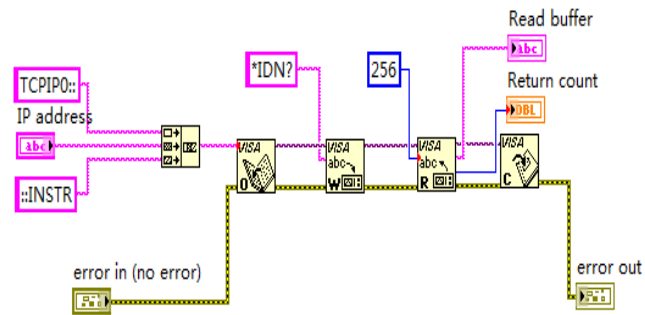 Read buffer
abc
TCPIP0::
*IDN?
256
Return count
DBL
IP address
abc
VISA
O
VISA
abc
W
VISA
abc
R
VISA
C
::INSTR
error in (no error)
error out